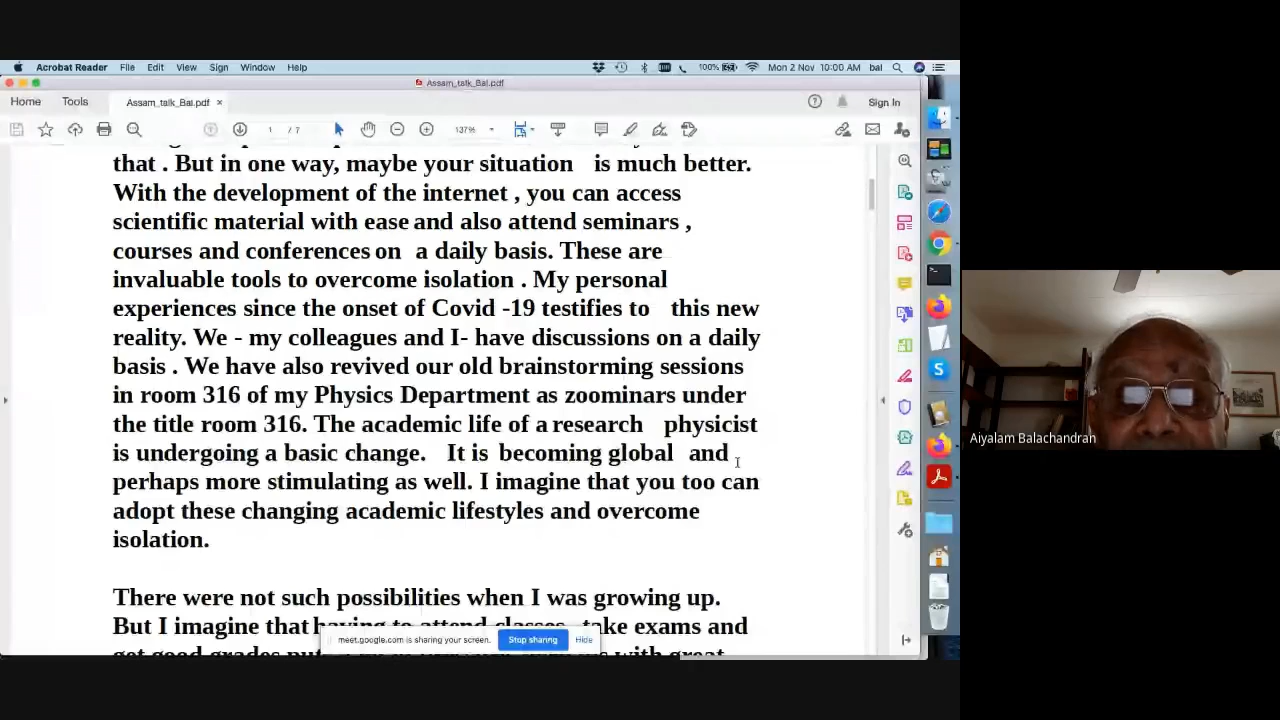 Acrobat Reader File Edit View Sign Window Help 100% Mon 2 Nov 10:00 AM bal
Assam_talk_Bal.pdf
Home Tools Assam_talk_Bal.pdf × Sign In
1 / 7 137%
that . But in one way, maybe your situation is much better.
With the development of the internet , you can access
scientific material with ease and also attend seminars ,
courses and conferences on a daily basis. These are
invaluable tools to overcome isolation . My personal
experiences since the onset of Covid -19 testifies to this new
reality. We - my colleagues and I- have discussions on a daily
basis . We have also revived our old brainstorming sessions
in room 316 of my Physics Department as zoominars under
the title room 316. The academic life of a research physicist
is undergoing a basic change. It is becoming global and
perhaps more stimulating as well. I imagine that you too can
adopt these changing academic lifestyles and overcome
isolation.
There were not such possibilities when I was growing up.
But I imagine that having to attend classes , take exams and
get good grades with great
meet.google.com is sharing your screen. Stop sharing Hide
Aiyalam Balachandran